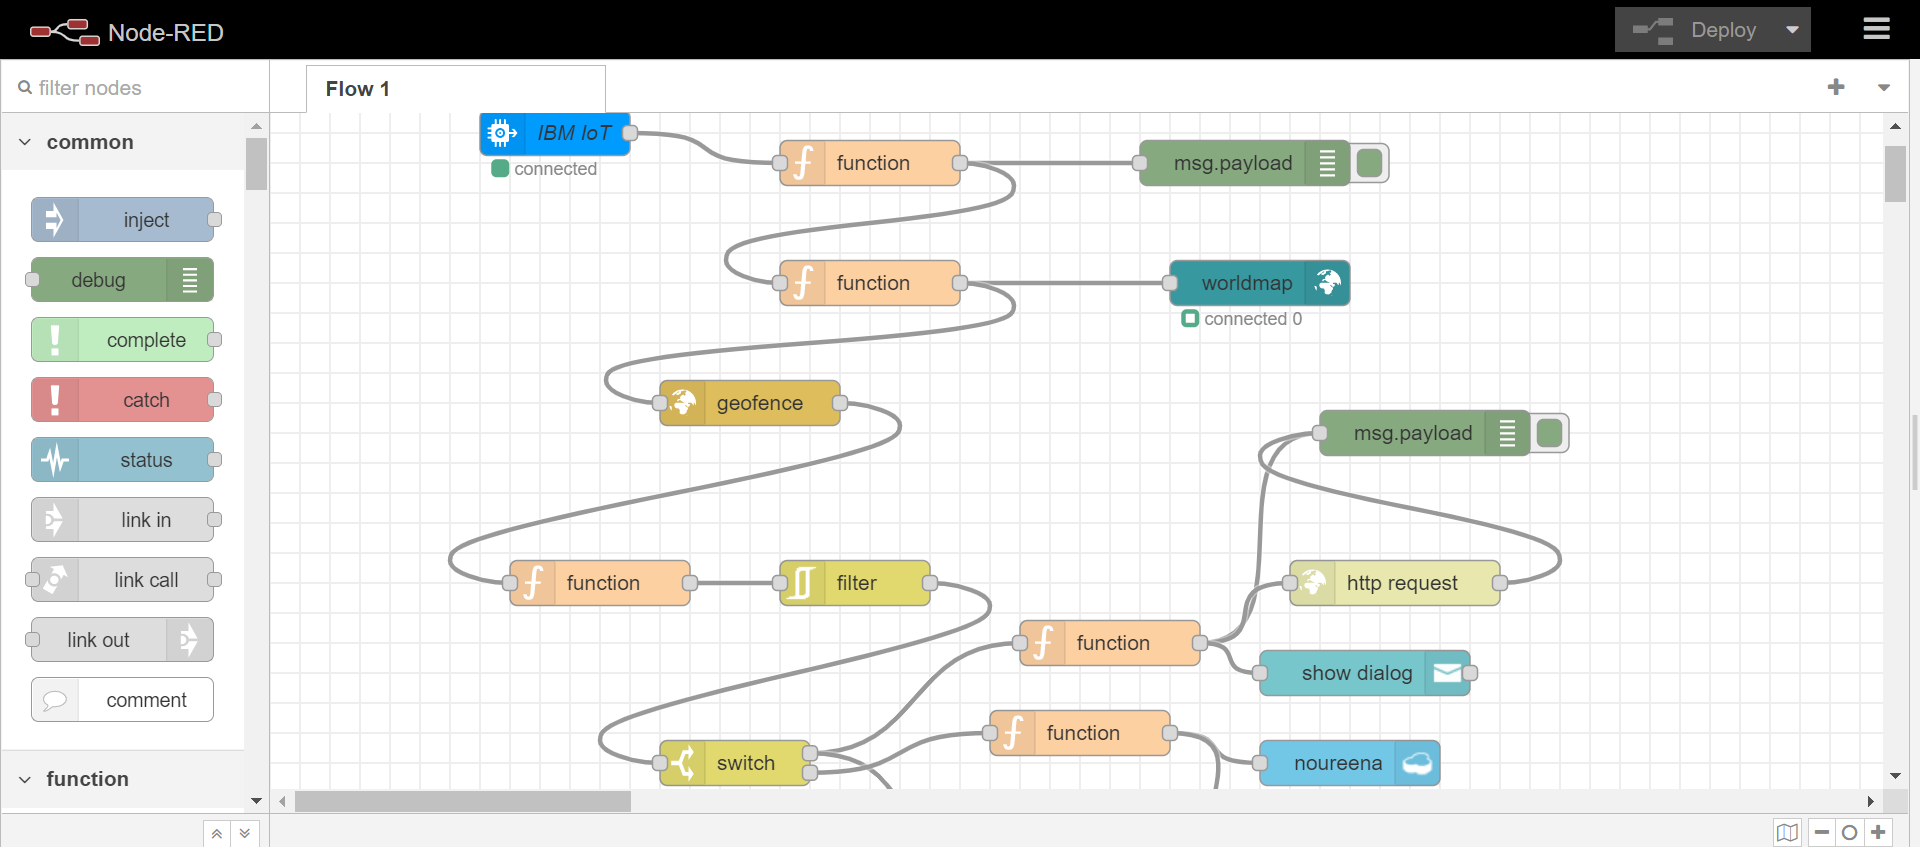 Node-RED
Deploy
filter nodes
Flow 1
common
inject
debug
complete
catch
status
link in
link call
link out
comment
function
IBM IoT
connected
function
msg.payload
function
worldmap
connected 0
geofence
msg.payload
function
filter
http request
function
show dialog
function
switch
noureena